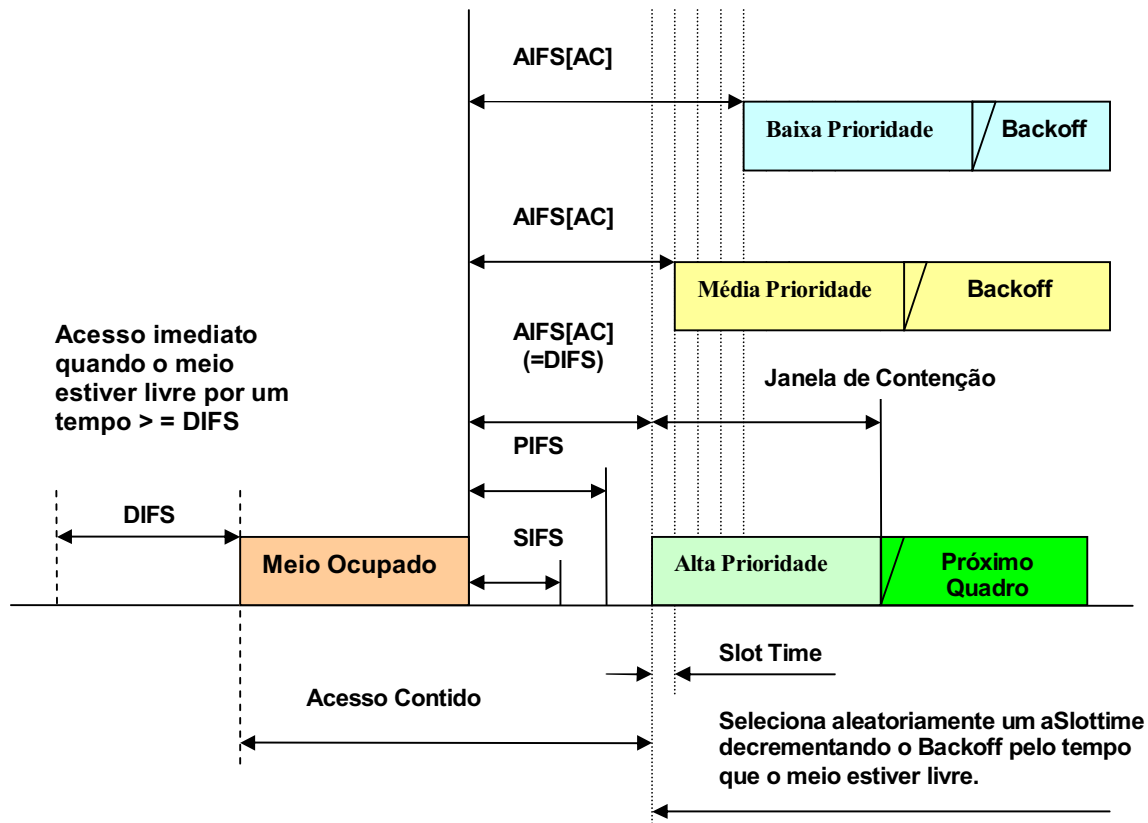 AIFS[AC]
Baixa Prioridade
Backoff
AIFS[AC]
Média Prioridade
Backoff
Acesso imediato
quando o meio
estiver livre por um
tempo > = DIFS
AIFS[AC]
(=DIFS)
Janela de Contenção
PIFS
DIFS
SIFS
Meio Ocupado
Alta Prioridade
Próximo
Quadro
Slot Time
Acesso Contido
Seleciona aleatoriamente um aSlottime
decrementando o Backoff pelo tempo
que o meio estiver livre.